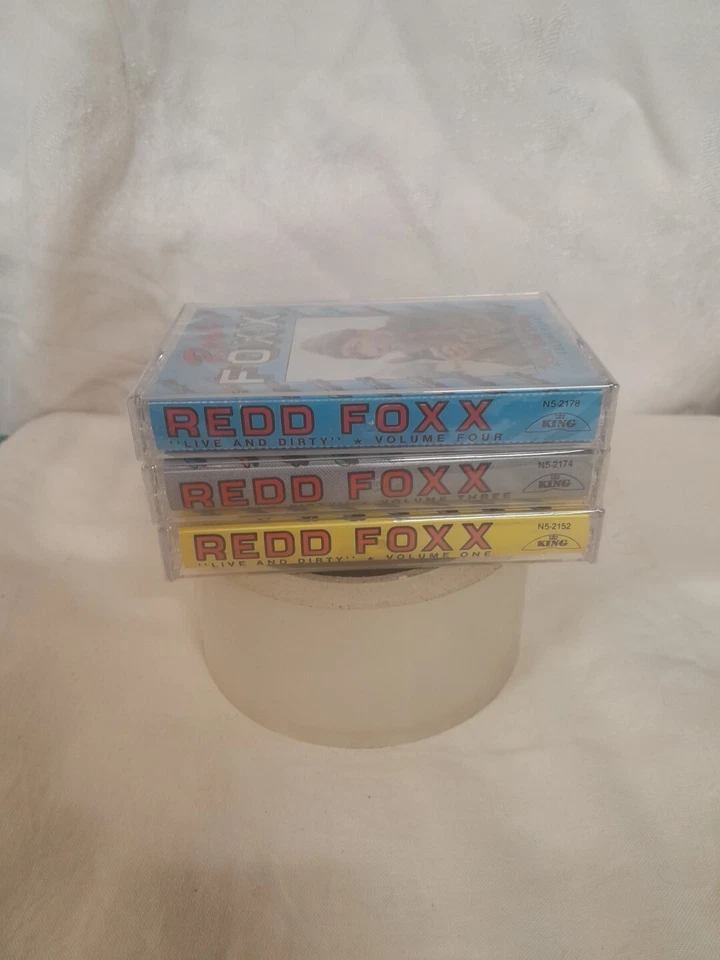 FOXX
REDD FOXX
N5-2178
"LIVE AND DIRTY" ★ VOLUME FOUR
KING
REDD FOXX
N5-2174
VOLUME THREE
KING
REDD FOXX
N5-2152
"LIVE AND DIRTY" ★ VOLUME ONE
KING